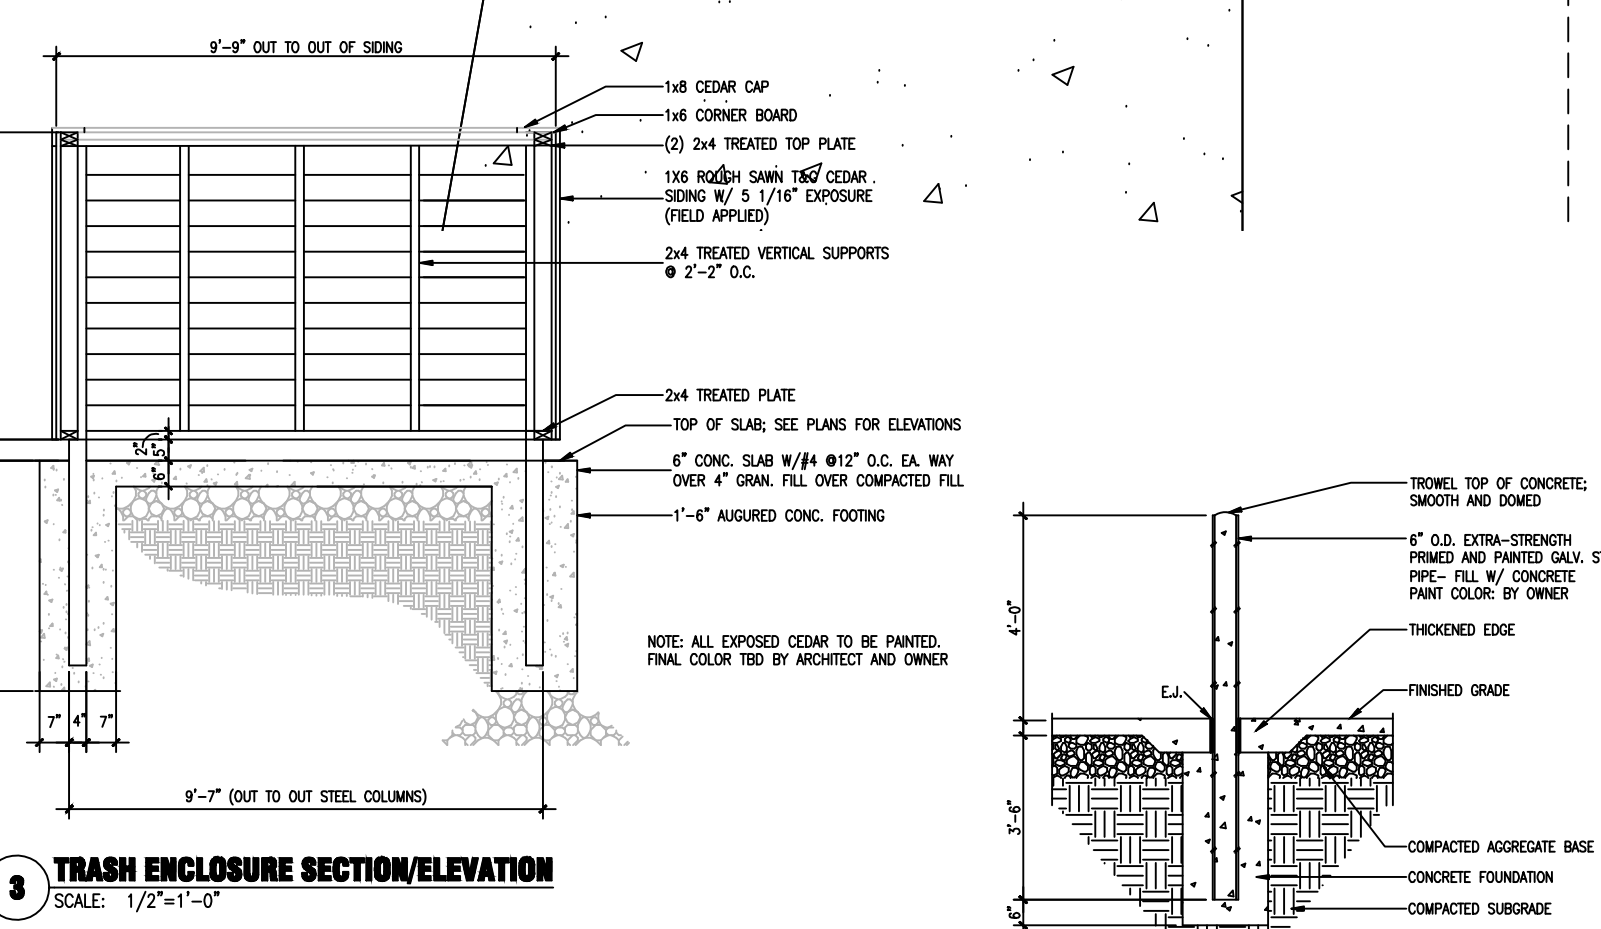 9'-9" OUT TO OUT OF SIDING
1x8 CEDAR CAP
1x6 CORNER BOARD
(2) 2x4 TREATED TOP PLATE
1X6 ROUGH SAWN T&G CEDAR
SIDING W/ 5 1/16" EXPOSURE
(FIELD APPLIED)
2x4 TREATED VERTICAL SUPPORTS
@ 2'-2" O.C.
2x4 TREATED PLATE
TOP OF SLAB; SEE PLANS FOR ELEVATIONS
6" CONC. SLAB W/#4 @12" O.C. EA. WAY
OVER 4" GRAN. FILL OVER COMPACTED FILL
1'-6" AUGURED CONC. FOOTING
2"
5"
6"
NOTE: ALL EXPOSED CEDAR TO BE PAINTED.
FINAL COLOR TBD BY ARCHITECT AND OWNER
7" 4" 7"
9'-7" (OUT TO OUT STEEL COLUMNS)
3 TRASH ENCLOSURE SECTION/ELEVATION
SCALE: 1/2"=1'-0"
TROWEL TOP OF CONCRETE;
SMOOTH AND DOMED
6" O.D. EXTRA-STRENGTH
PRIMED AND PAINTED GALV.
PIPE- FILL W/ CONCRETE
PAINT COLOR: BY OWNER
THICKENED EDGE
E.J.
FINISHED GRADE
4'-0"
3'-6"
6"
COMPACTED AGGREGATE BASE
CONCRETE FOUNDATION
COMPACTED SUBGRADE